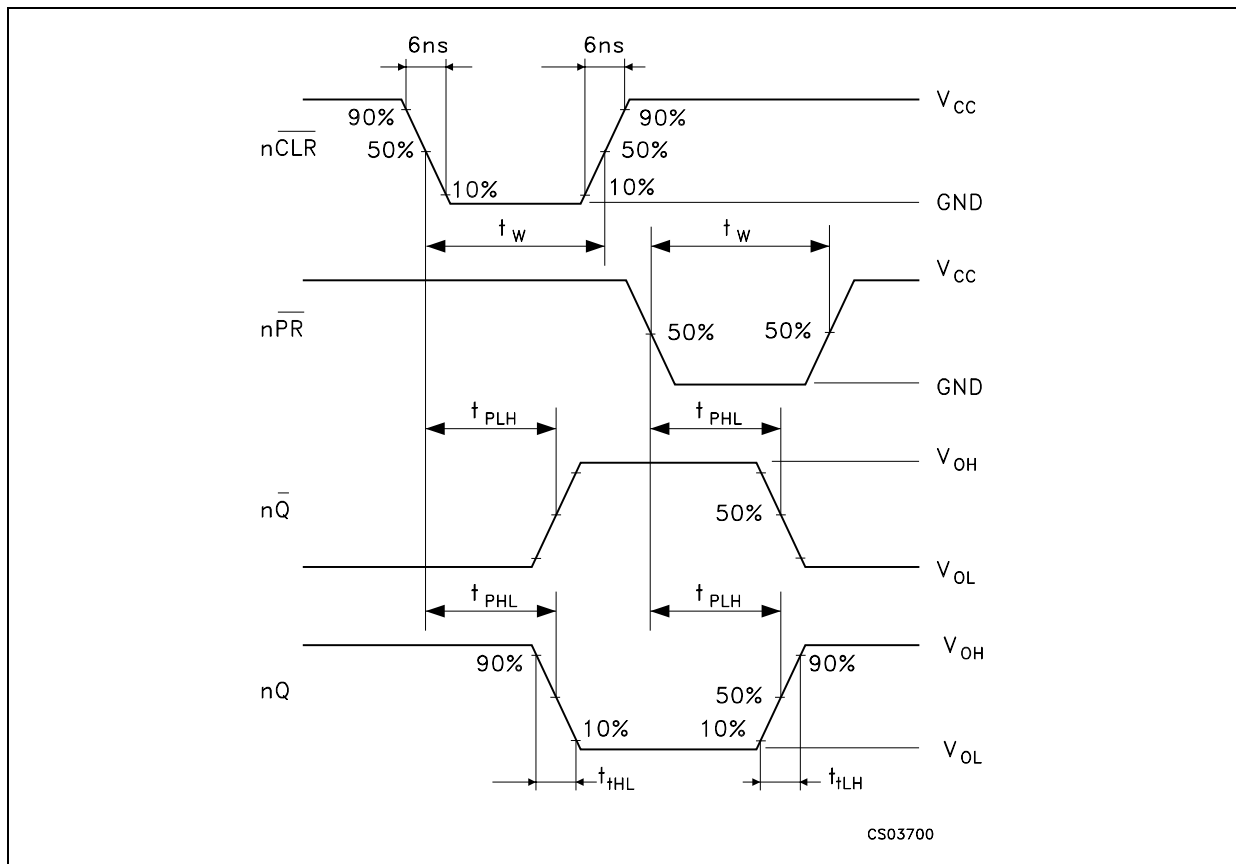 6ns 6ns
V CC
90% 90%
nCLR 50% 50%
10% 10%
GND
t W t W
V CC
nPR 50% 50%
GND
t PLH t PHL
V OH
nQ 50%
V OL
t PHL t PLH
V OH
90% 90%
nQ 50%
10% 10%
V OL
t tHL t tLH
CS03700